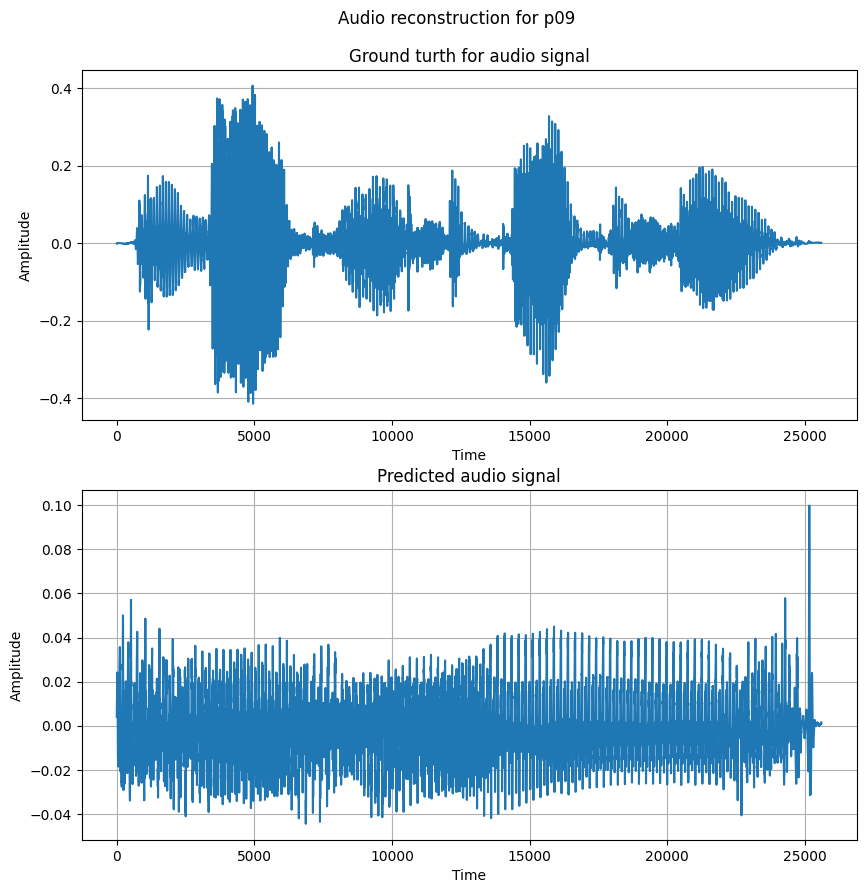 Audio reconstruction for p09
Ground turth for audio signal
0.4
0.2
0.0
−0.2
−0.4
Amplitude
0 5000 10000 15000 20000 25000
Time
Predicted audio signal
0.10
0.08
0.06
0.04
0.02
0.00
−0.02
−0.04
Amplitude
0 5000 10000 15000 20000 25000
Time